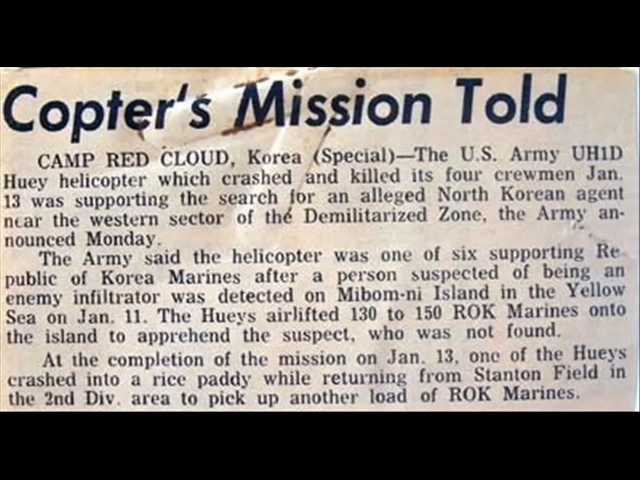 Copter's Mission Told
CAMP RED CLOUD, Korea (Special)—The U.S. Army UH1D
Huey helicopter which crashed and killed its four crewmen Jan.
13 was supporting the search for an alleged North Korean agent
near the western sector of the Demilitarized Zone, the Army an-
nounced Monday.
The Army said the helicopter was one of six supporting Re-
public of Korea Marines after a person suspected of being an
enemy infiltrator was detected on Mibom-ni Island in the Yellow
Sea on Jan. 11. The Hueys airlifted 130 to 150 ROK Marines onto
the island to apprehend the suspect, who was not found.
At the completion of the mission on Jan. 13, one of the Hueys
crashed into a rice paddy while returning from Stanton Field in
the 2nd Div. area to pick up another load of ROK Marines.